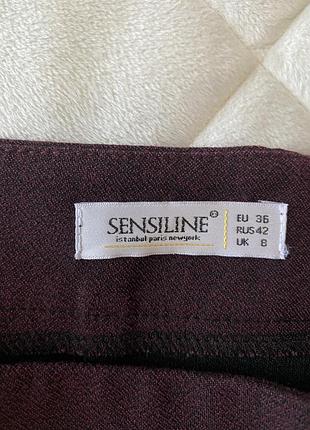 SENSILINE®
istanbul paris newyork
EU 36
RUS 42
UK 8